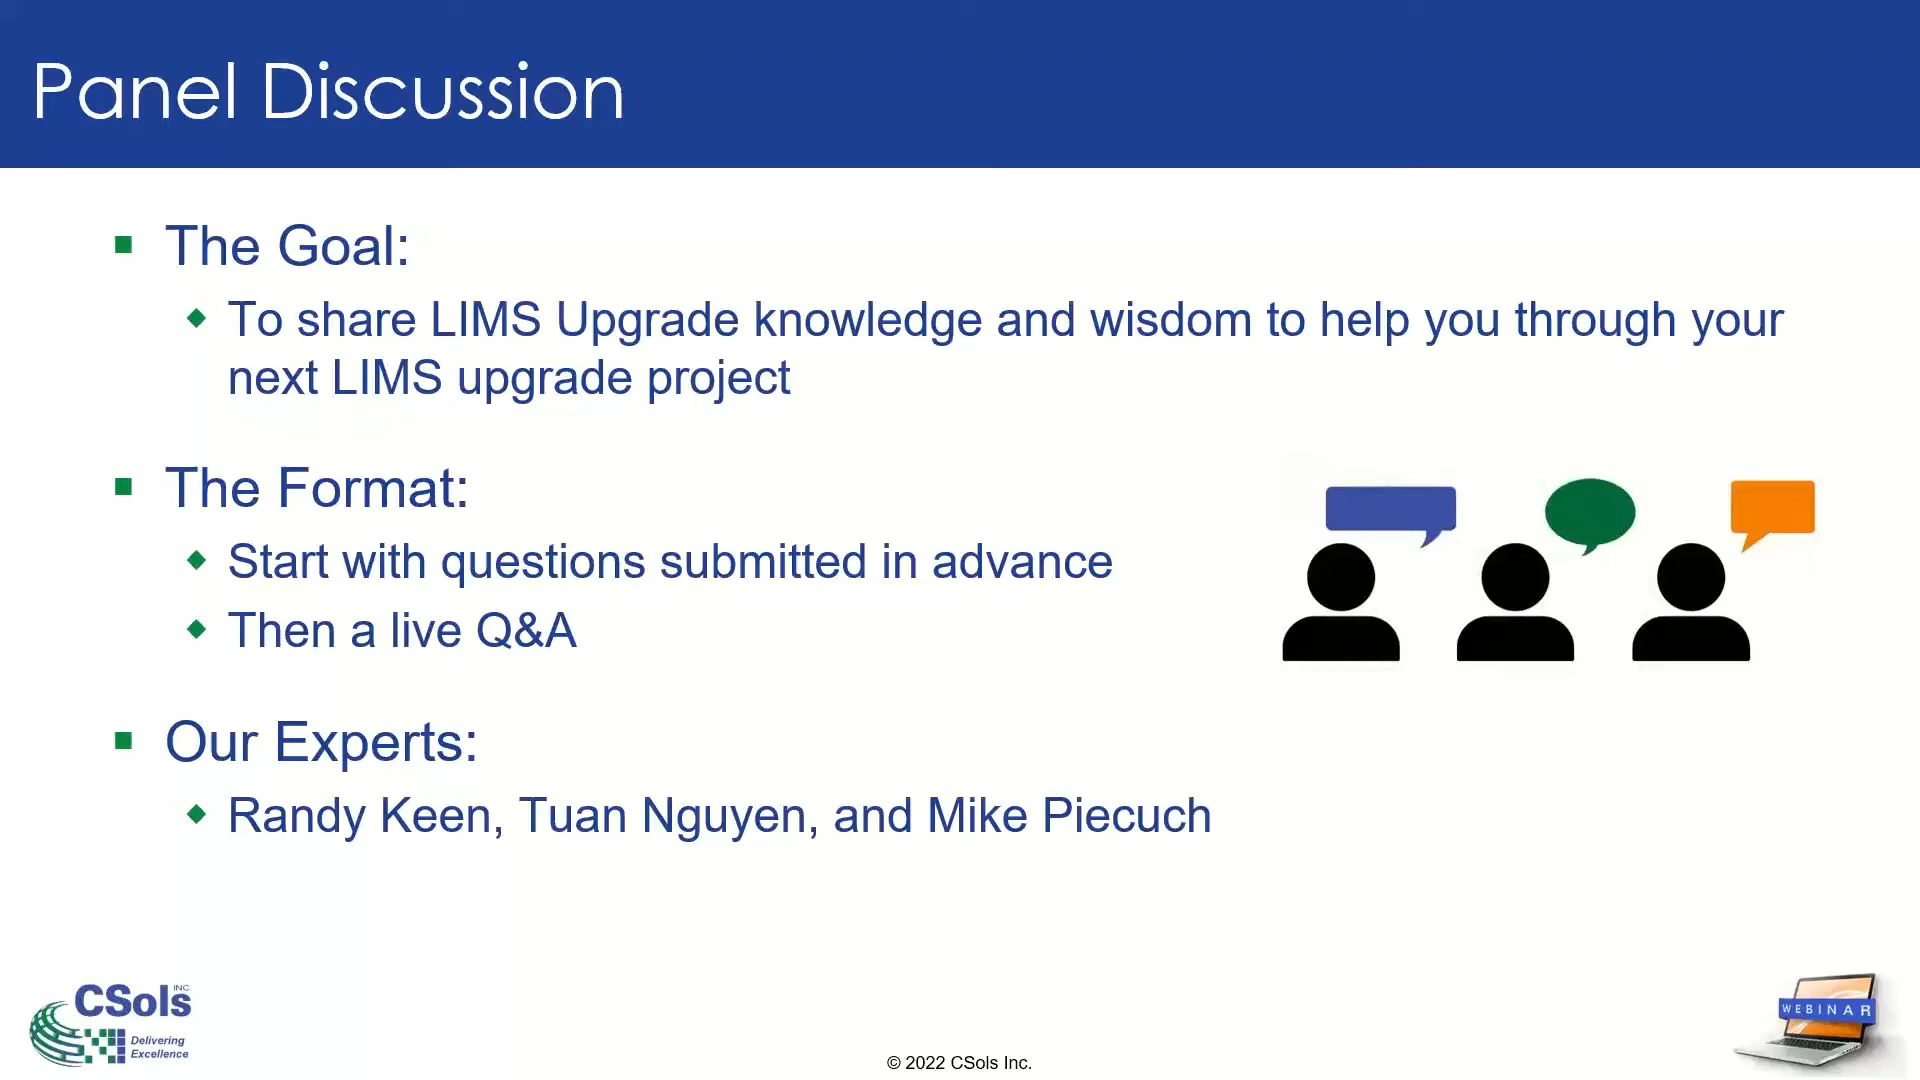 Panel Discussion
The Goal:
To share LIMS Upgrade knowledge and wisdom to help you through your
next LIMS upgrade project
The Format:
Start with questions submitted in advance
Then a live Q&A
Our Experts:
Randy Keen, Tuan Nguyen, and Mike Piecuch
CSols INC.
Delivering
Excellence
© 2022 CSols Inc.
WEBINAR